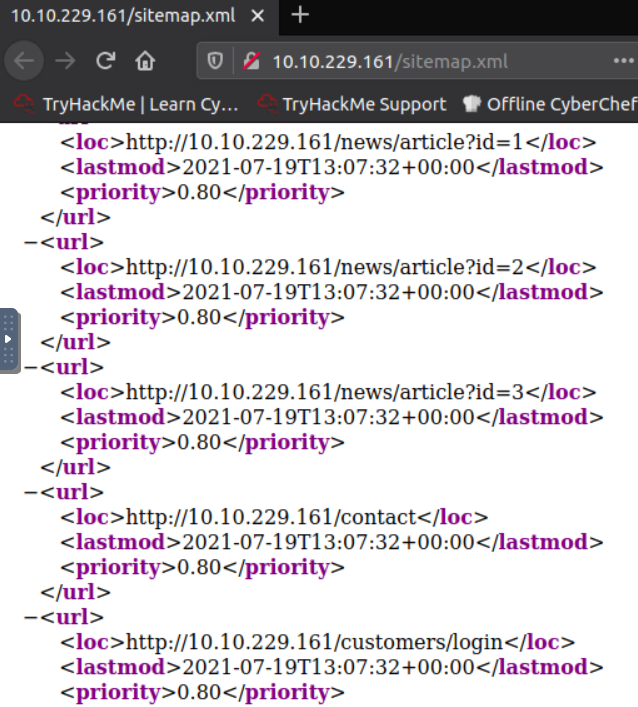 10.10.229.161/sitemap.xml
10.10.229.161/sitemap.xml
TryHackMe | Learn Cy… TryHackMe Support Offline CyberChef
<loc>http://10.10.229.161/news/article?id=1</loc>
<lastmod>2021-07-19T13:07:32+00:00</lastmod>
<priority>0.80</priority>
</url>
−<url>
<loc>http://10.10.229.161/news/article?id=2</loc>
<lastmod>2021-07-19T13:07:32+00:00</lastmod>
<priority>0.80</priority>
</url>
−<url>
<loc>http://10.10.229.161/news/article?id=3</loc>
<lastmod>2021-07-19T13:07:32+00:00</lastmod>
<priority>0.80</priority>
</url>
−<url>
<loc>http://10.10.229.161/contact</loc>
<lastmod>2021-07-19T13:07:32+00:00</lastmod>
<priority>0.80</priority>
</url>
−<url>
<loc>http://10.10.229.161/customers/login</loc>
<lastmod>2021-07-19T13:07:32+00:00</lastmod>
<priority>0.80</priority>